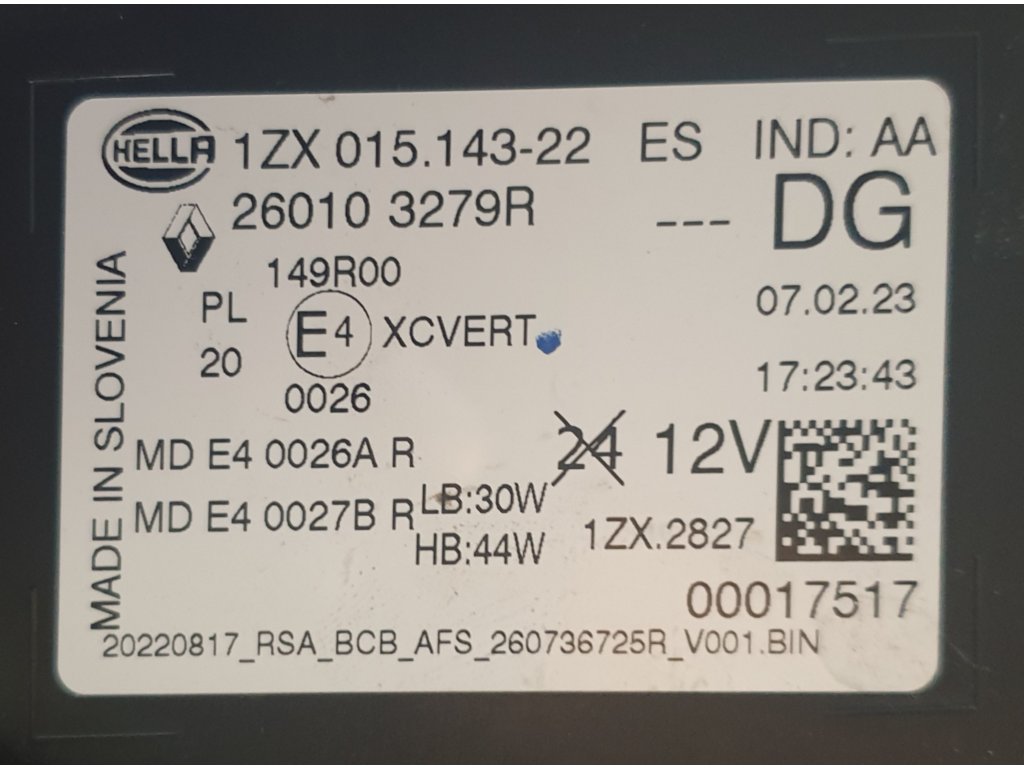 HELLA 1ZX 015.143-22 ES IND: AA
26010 3279R --- DG
149R00
07.02.23
PL
E4 XCVERT
20
17:23:43
0026
MD E4 0026A R
24 12V
MD E4 0027B R
LB:30W
HB:44W
1ZX.2827
00017517
20220817_RSA_BCB_AFS_260736725R_V001.BIN
MADE IN SLOVENIA